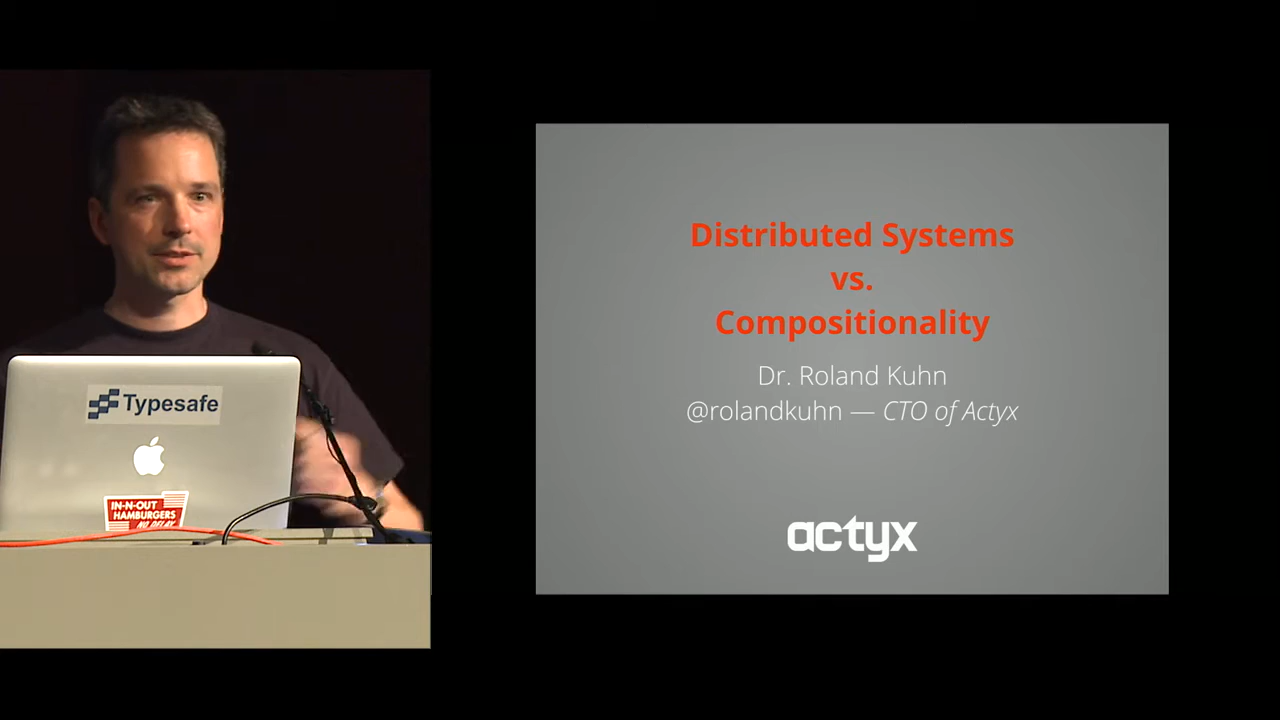 Typesafe
IN-N-OUT
HAMBURGERS
NO DELAY
Distributed Systems
vs.
Compositionality
Dr. Roland Kuhn
@rolandkuhn — CTO of Actyx
actyx